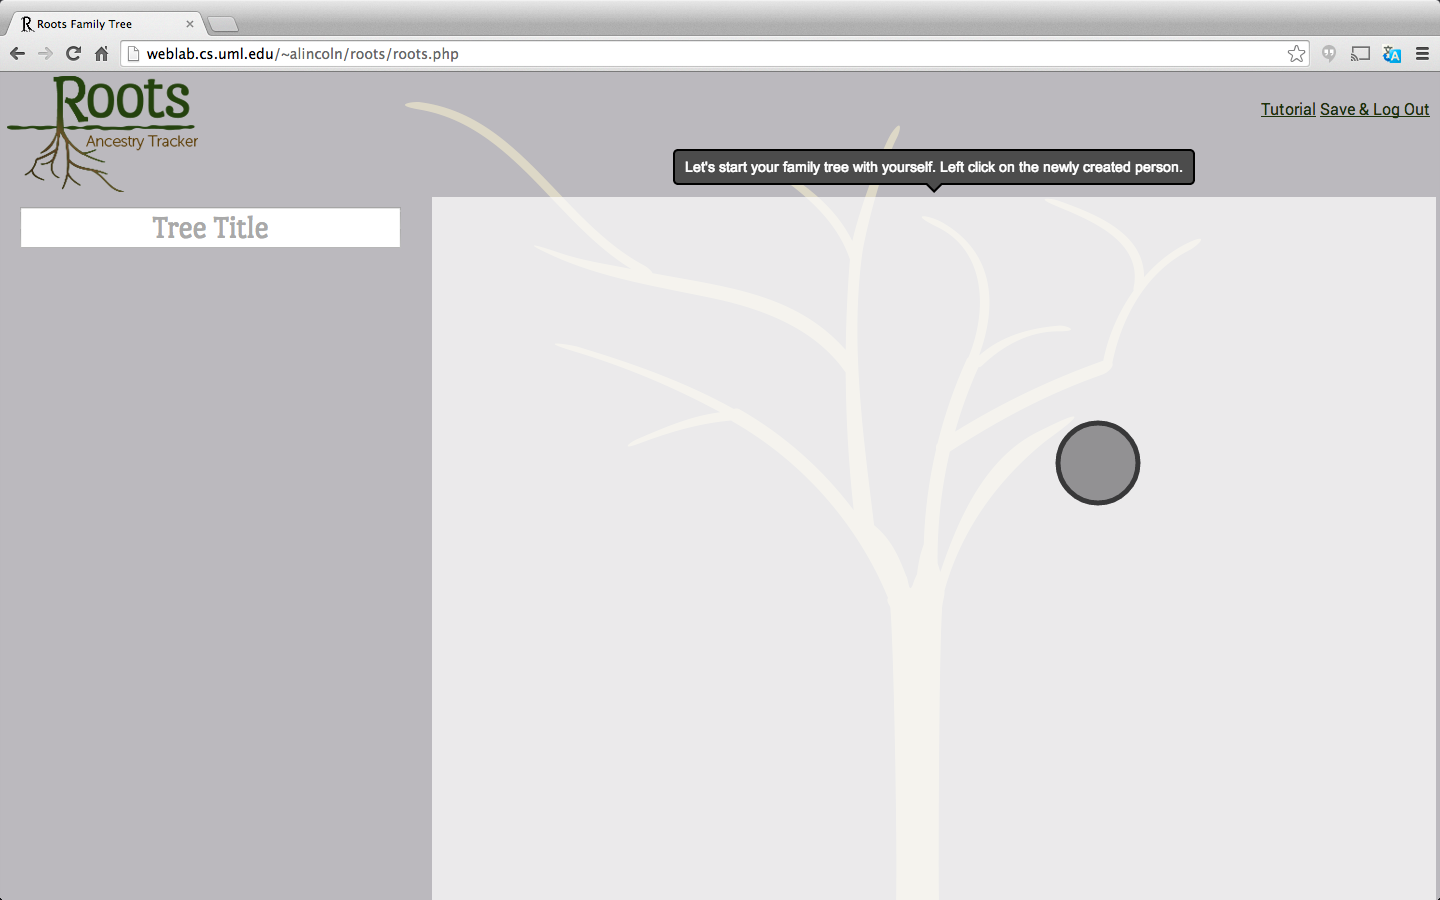 Roots Family Tree
weblab.cs.uml.edu/~alincoln/roots/roots.php
Roots
Ancestry Tracker
Tutorial Save & Log Out
Let's start your family tree with yourself. Left click on the newly created person.
Tree Title